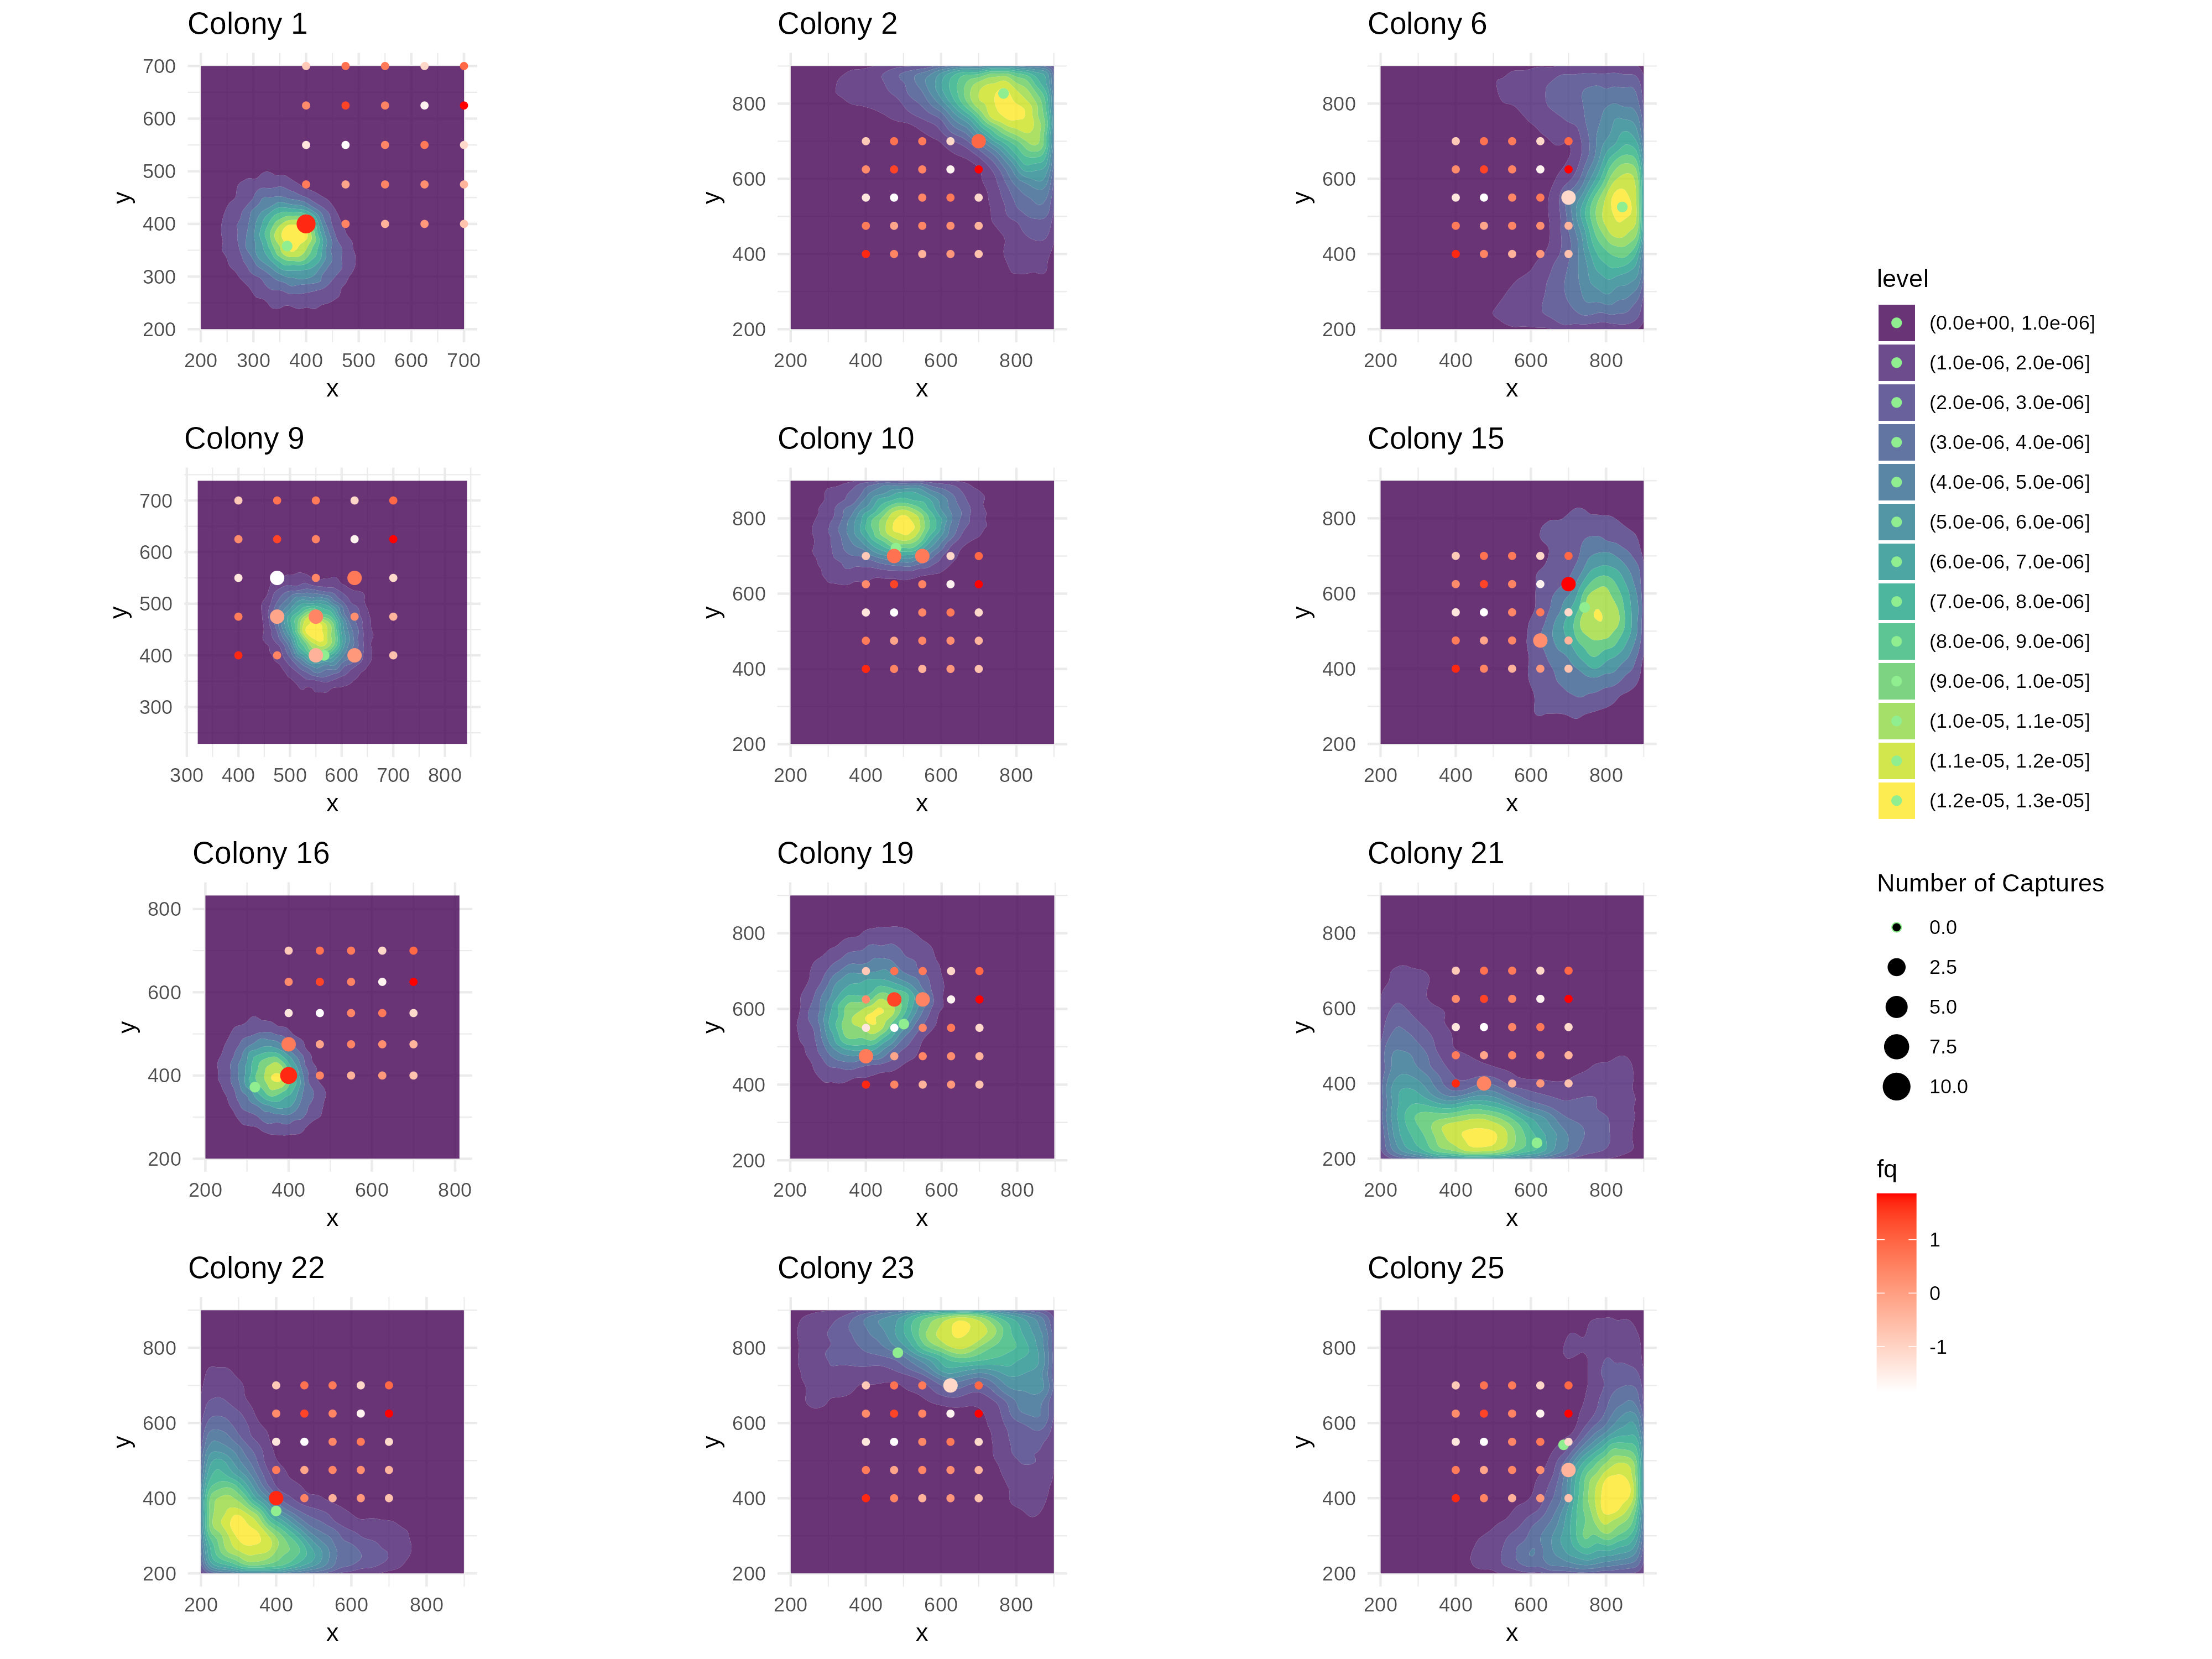 Colony 1
700
600
500
400
300
200
y
200 300 400 500 600 700
x
Colony 2
800
600
400
200
y
200 400 600 800
x
Colony 6
800
600
400
200
y
200 400 600 800
x
Colony 9
700
600
500
400
300
y
300 400 500 600 700 800
x
Colony 10
800
600
400
200
y
200 400 600 800
x
Colony 15
800
600
400
200
y
200 400 600 800
x
Colony 16
800
600
400
200
y
200 400 600 800
x
Colony 19
800
600
400
200
y
200 400 600 800
x
Colony 21
800
600
400
200
y
200 400 600 800
x
Colony 22
800
600
400
200
y
200 400 600 800
x
Colony 23
800
600
400
200
y
200 400 600 800
x
Colony 25
800
600
400
200
y
200 400 600 800
x
level
(0.0e+00, 1.0e-06]
(1.0e-06, 2.0e-06]
(2.0e-06, 3.0e-06]
(3.0e-06, 4.0e-06]
(4.0e-06, 5.0e-06]
(5.0e-06, 6.0e-06]
(6.0e-06, 7.0e-06]
(7.0e-06, 8.0e-06]
(8.0e-06, 9.0e-06]
(9.0e-06, 1.0e-05]
(1.0e-05, 1.1e-05]
(1.1e-05, 1.2e-05]
(1.2e-05, 1.3e-05]
Number of Captures
0.0
2.5
5.0
7.5
10.0
fq
1
0
-1